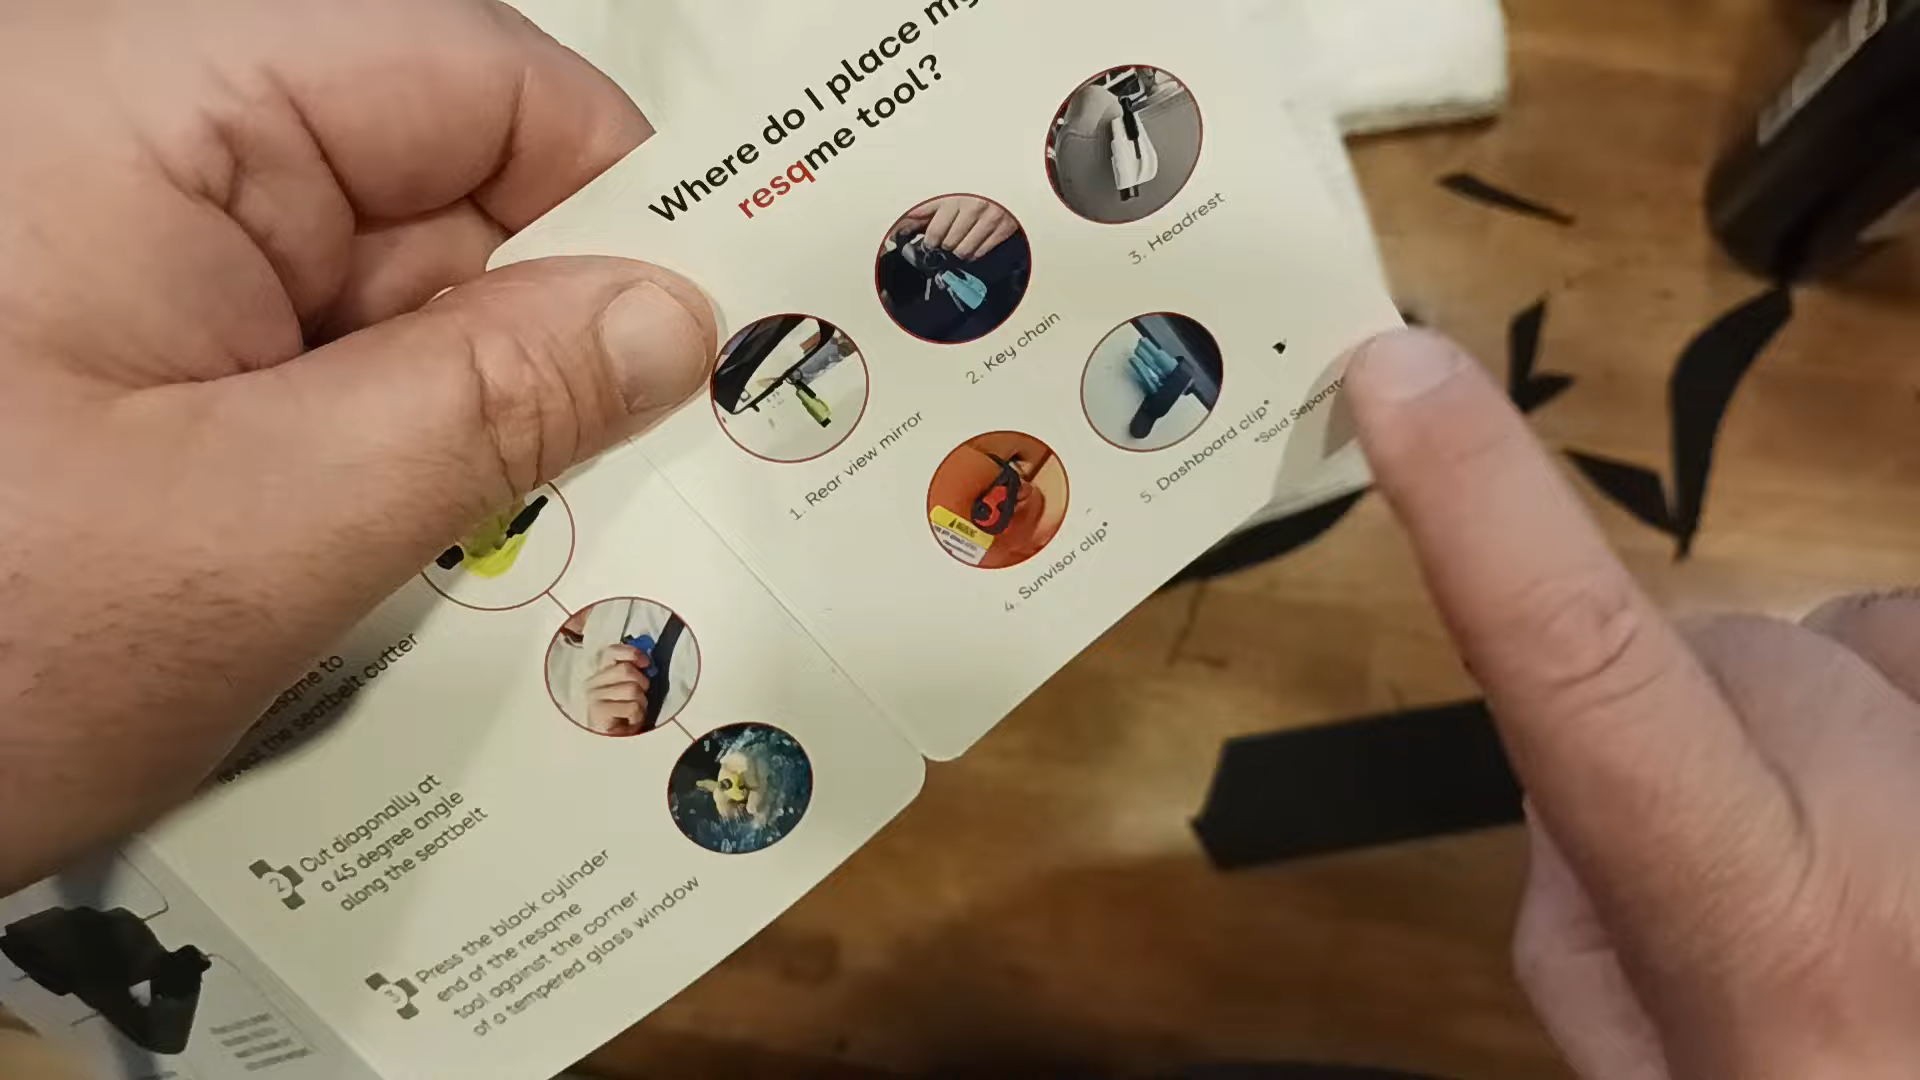 Where do I place my
resqme tool?
1. Rear view mirror
2. Key chain
3. Headrest
4. Sunvisor clip*
5. Dashboard clip*
*Sold Separate
resqme to
the seatbelt cutter
2
Cut diagonally at
a 45 degree angle
along the seatbelt
3
Press the black cylinder
end of the resqme
tool against the corner
of a tempered glass window